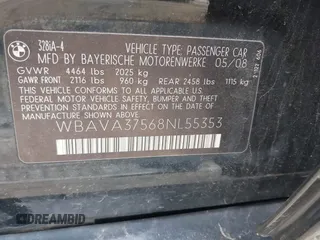 BMW
328iA-4
VEHICLE TYPE: PASSENGER CAR
MFD BY BAYERISCHE MOTORENWERKE 05/08
GVWR 4464 lbs 2025 kg
GAWR FRONT 2116 lbs 960 kg REAR 2458 lbs 1115 kg
THIS VEHICLE CONFORMS TO ALL APPLICABLE
FEDERAL MOTOR VEHICLE SAFETY, BUMPER,
AND THEFT PREVENTION STANDARDS IN EFFECT
ON THE DATE OF MANUFACTURE SHOWN ABOVE.
WBAVA37568NL55353
DREAMBID